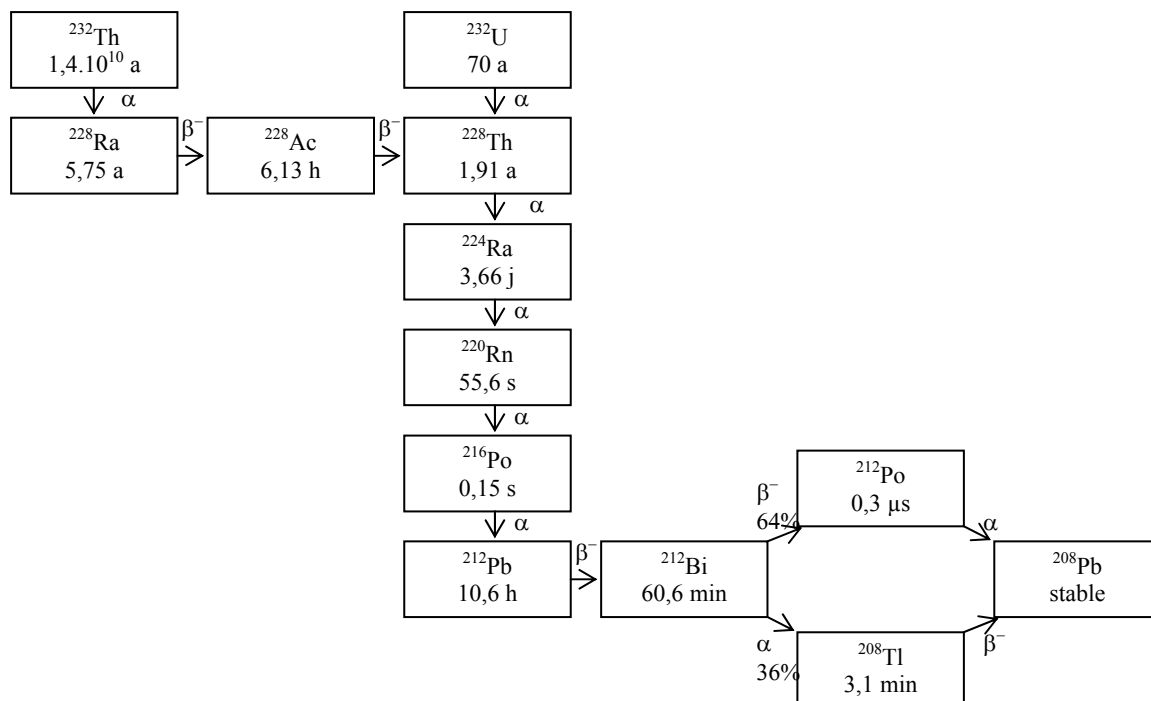 ²³²Th
1,4.10¹⁰ a
²³²U
70 a
α
α
²²⁸Ra
5,75 a
β⁻
²²⁸Ac
6,13 h
β⁻
²²⁸Th
1,91 a
α
²²⁴Ra
3,66 j
α
²²⁰Rn
55,6 s
α
²¹⁶Po
0,15 s
α
²¹²Pb
10,6 h
β⁻
²¹²Bi
60,6 min
β⁻
64%
²¹²Po
0,3 µs
α
²⁰⁸Pb
stable
α
36%
²⁰⁸Tl
3,1 min
β⁻